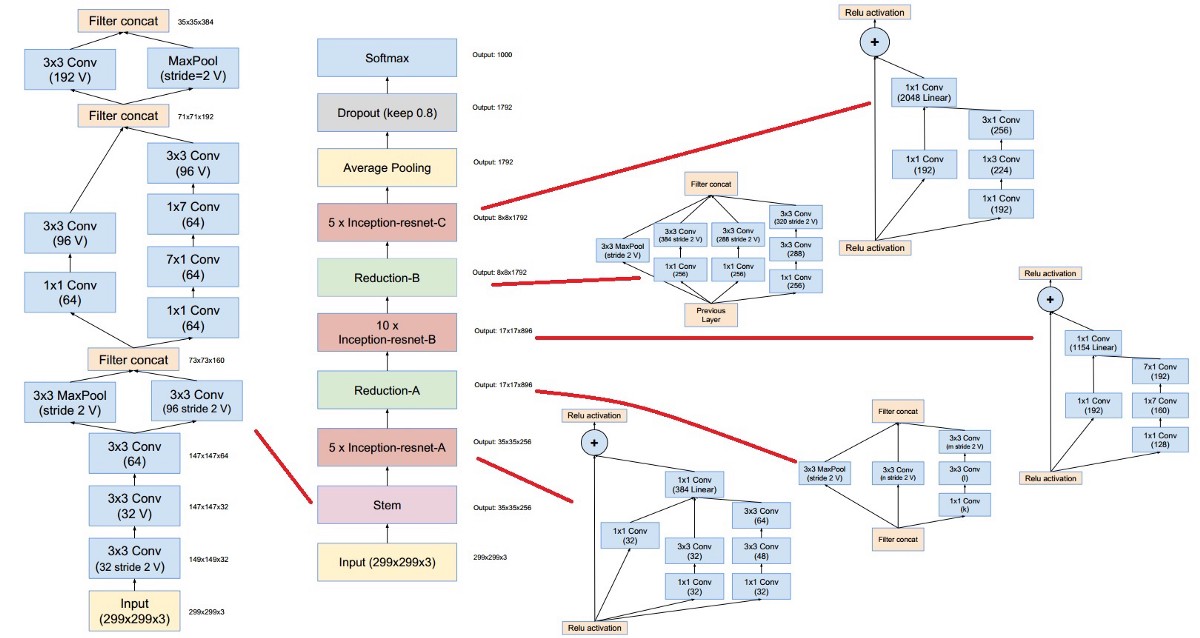 Filter concat
35x35x384
3x3 Conv
(192 V)
MaxPool
(stride=2 V)
Filter concat
71x71x192
3x3 Conv
(96 V)
1x7 Conv
(64)
3x3 Conv
(96 V)
7x1 Conv
(64)
1x1 Conv
(64)
1x1 Conv
(64)
Filter concat
73x73x160
3x3 MaxPool
(stride 2 V)
3x3 Conv
(96 stride 2 V)
3x3 Conv
(64)
147x147x64
3x3 Conv
(32 V)
147x147x32
3x3 Conv
(32 stride 2 V)
149x149x32
Input
(299x299x3)
299x299x3
Softmax
Output: 1000
Dropout (keep 0.8)
Output: 1792
Average Pooling
Output: 1792
5 x Inception-resnet-C
Output: 8x8x1792
Reduction-B
Output: 8x8x1792
10 x
Inception-resnet-B
Output: 17x17x896
Reduction-A
Output: 17x17x896
5 x Inception-resnet-A
Output: 35x35x256
Stem
Output: 35x35x256
Input (299x299x3)
299x299x3
Relu activation
+
1x1 Conv
(2048 Linear)
3x1 Conv
(256)
1x1 Conv
(192)
1x3 Conv
(224)
1x1 Conv
(192)
Relu activation
Filter concat
3x3 MaxPool
(stride 2 V)
3x3 Conv
(384 stride 2 V)
3x3 Conv
(288 stride 2 V)
3x3 Conv
(320 stride 2 V)
3x3 Conv
(288)
1x1 Conv
(256)
1x1 Conv
(256)
1x1 Conv
(256)
Previous
Layer
Relu activation
+
1x1 Conv
(1154 Linear)
7x1 Conv
(192)
1x1 Conv
(192)
1x7 Conv
(160)
1x1 Conv
(128)
Relu activation
Filter concat
3x3 MaxPool
(stride 2 V)
3x3 Conv
(n stride 2 V)
3x3 Conv
(m stride 2 V)
3x3 Conv
(l)
1x1 Conv
(k)
Filter concat
Relu activation
+
1x1 Conv
(384 Linear)
1x1 Conv
(32)
3x3 Conv
(64)
3x3 Conv
(32)
3x3 Conv
(48)
1x1 Conv
(32)
1x1 Conv
(32)
Relu activation